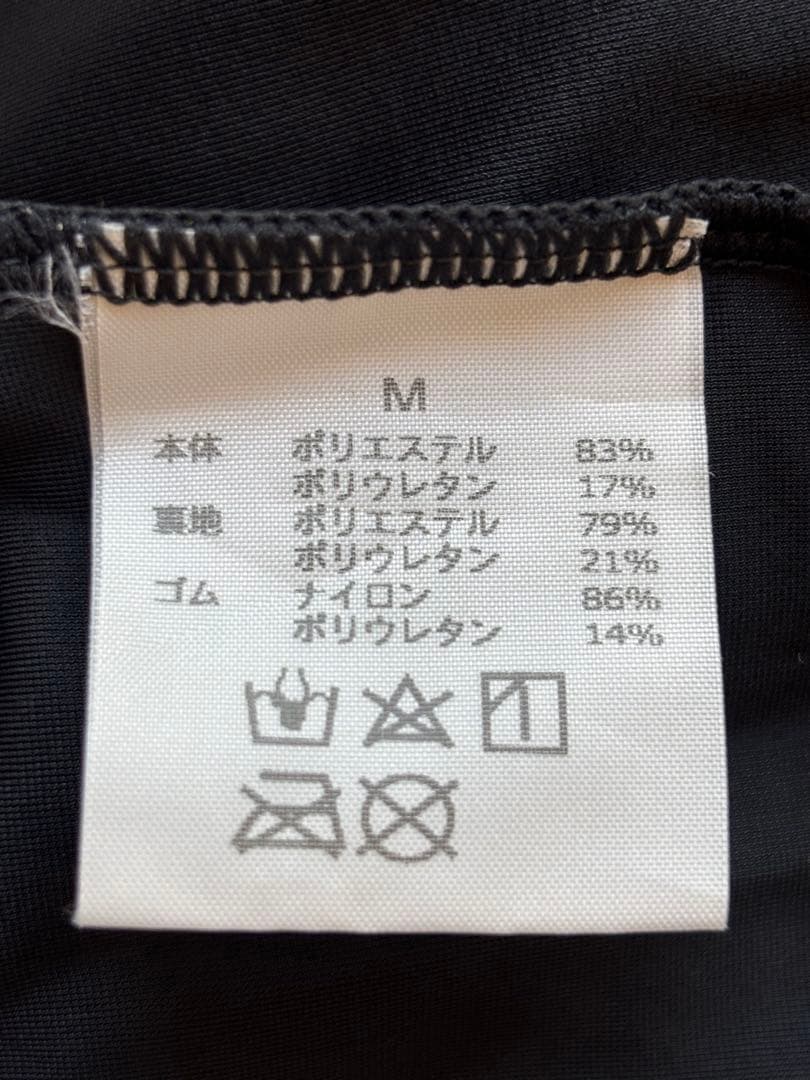 M
本体 ポリエステル 83%
ポリウレタン 17%
裏地 ポリエステル 79%
ポリウレタン 21%
ゴム ナイロン 86%
ポリウレタン 14%